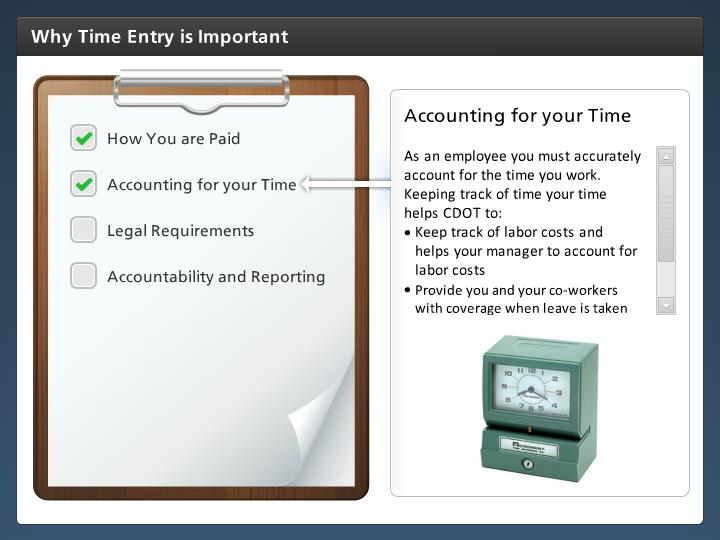 Why Time Entry is Important
How You are Paid
Accounting for your Time
Legal Requirements
Accountability and Reporting
Accounting for your Time
As an employee you must accurately
account for the time you work.
Keeping track of time your time
helps CDOT to:
• Keep track of labor costs and
helps your manager to account for
labor costs
• Provide you and your co-workers
with coverage when leave is taken